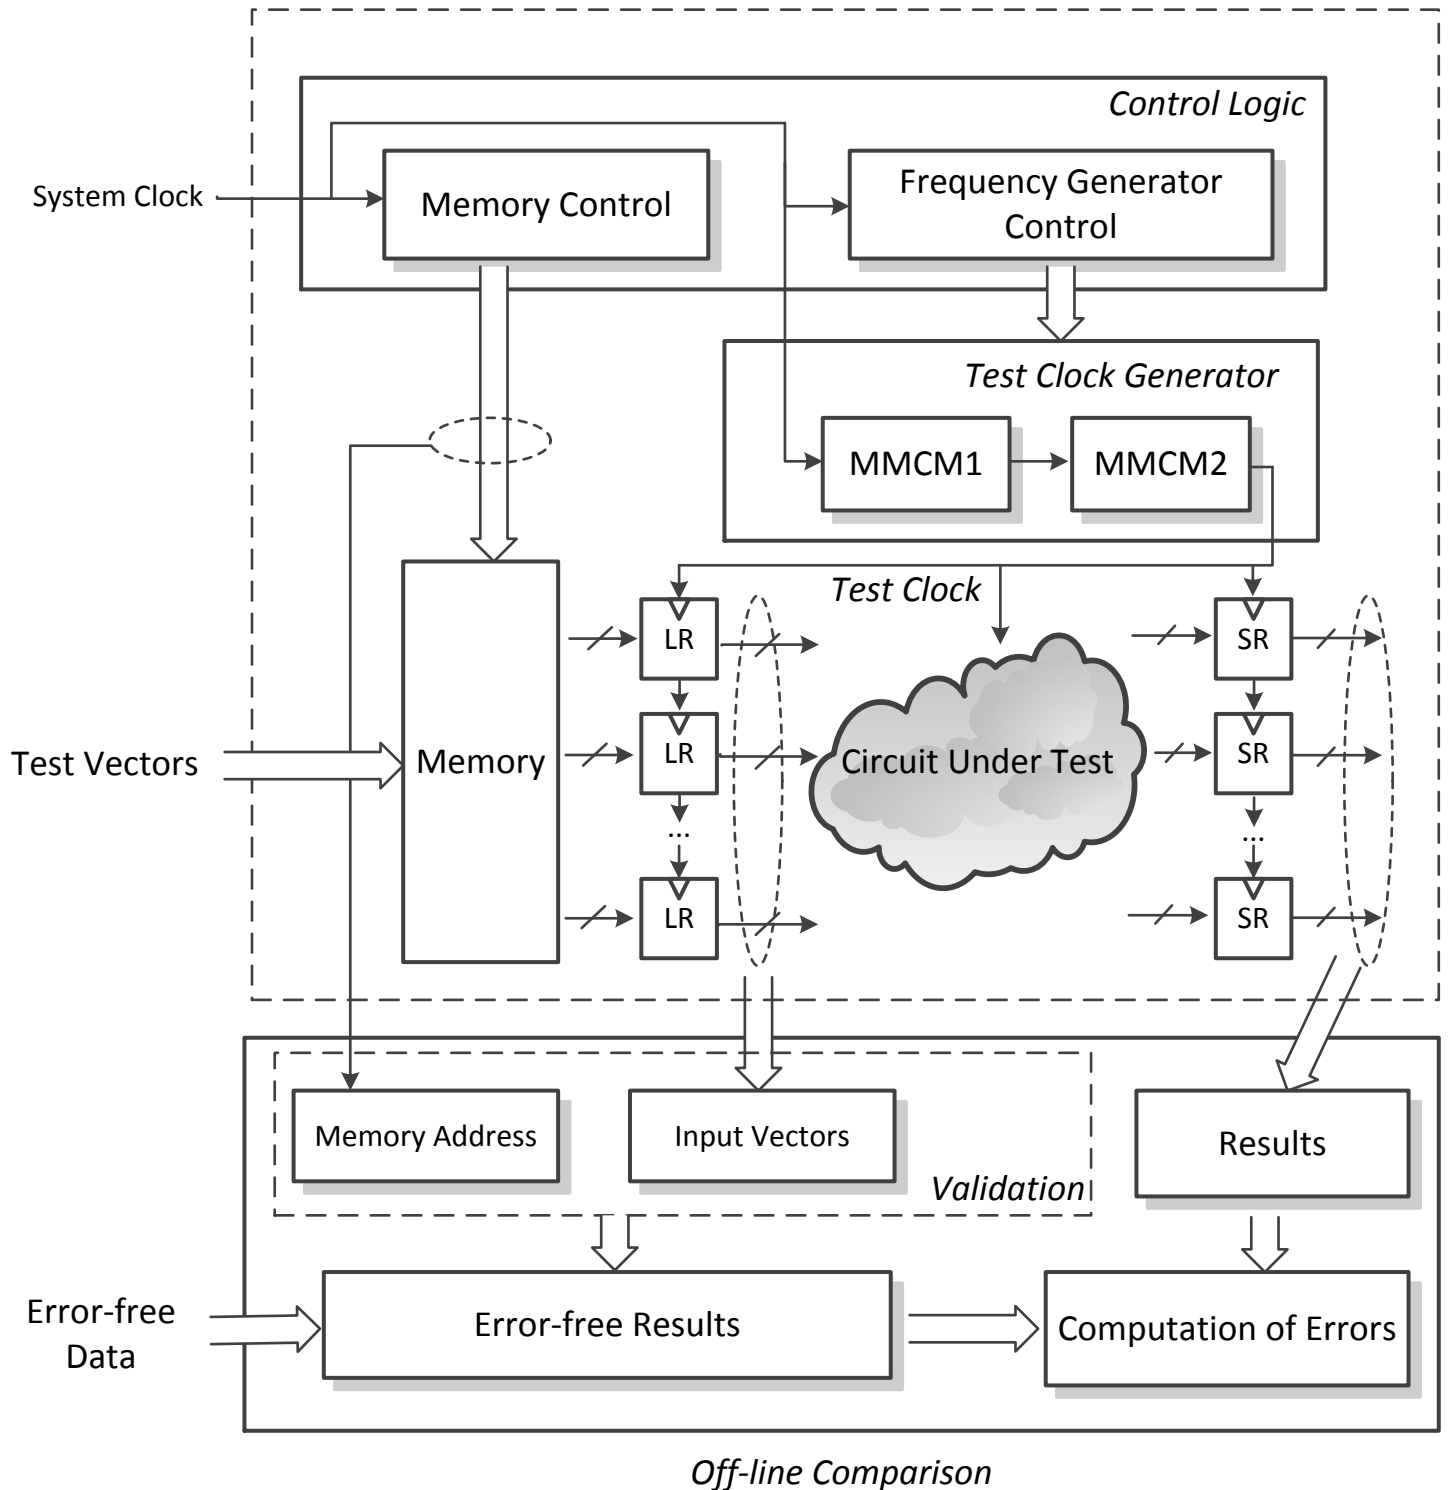 Control Logic
System Clock
Memory Control
Frequency Generator
Control
Test Clock Generator
MMCM1
MMCM2
Test Clock
LR
SR
Test Vectors
Memory
LR
Circuit Under Test
SR
...
...
LR
SR
Memory Address
Input Vectors
Results
Validation
Error-free
Data
Error-free Results
Computation of Errors
Off-line Comparison